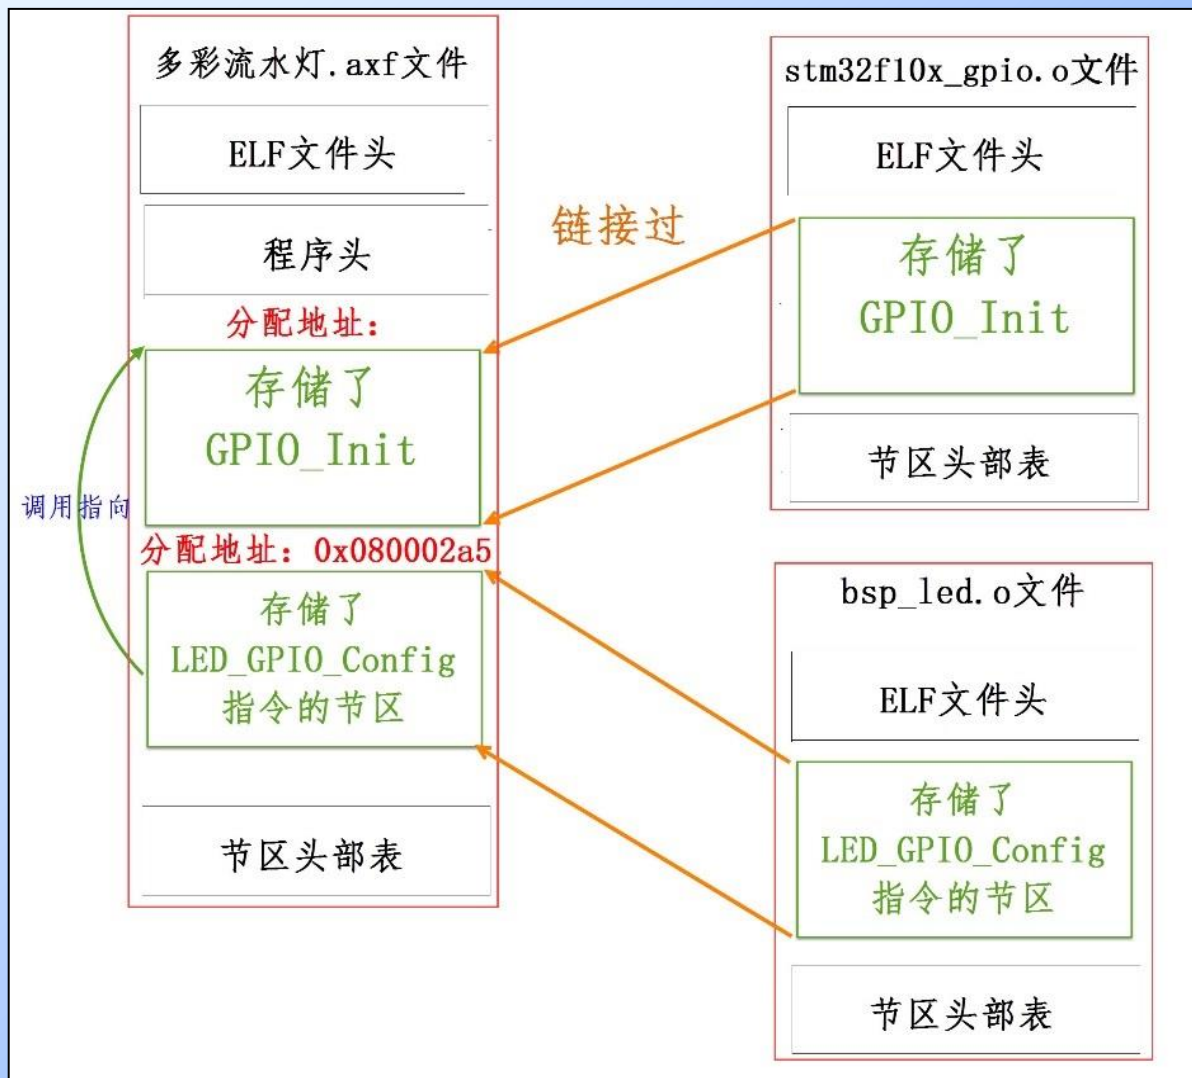 多彩流水灯.axf文件
ELF文件头
程序头
分配地址：
存储了
GPIO_Init
调用指向
分配地址：0x080002a5
存储了
LED_GPIO_Config
指令的节区
节区头部表
链接过
stm32f10x_gpio.o文件
ELF文件头
存储了
GPIO_Init
节区头部表
bsp_led.o文件
ELF文件头
存储了
LED_GPIO_Config
指令的节区
节区头部表